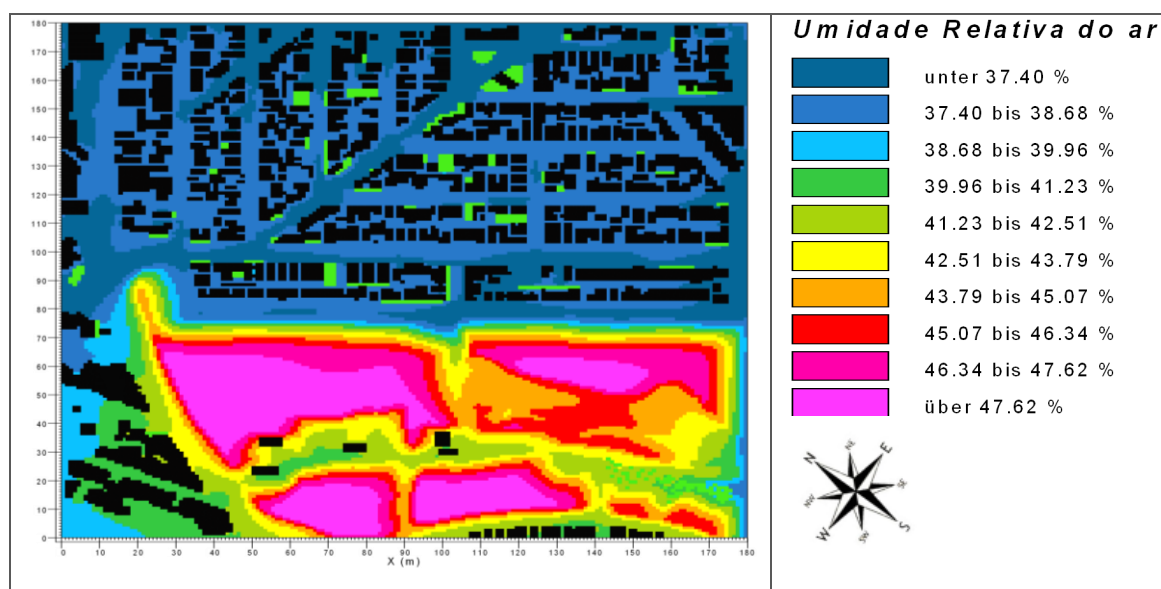 Umidade Relativa do ar
unter 37.40 %
37.40 bis 38.68 %
38.68 bis 39.96 %
39.96 bis 41.23 %
41.23 bis 42.51 %
42.51 bis 43.79 %
43.79 bis 45.07 %
45.07 bis 46.34 %
46.34 bis 47.62 %
über 47.62 %
180
170
160
150
140
130
120
110
100
90
80
70
60
50
40
30
20
10
0
0 10 20 30 40 50 60 70 80 90 100 110 120 130 140 150 160 170 180
X (m)
NE
N E
NW SE
W S
SW